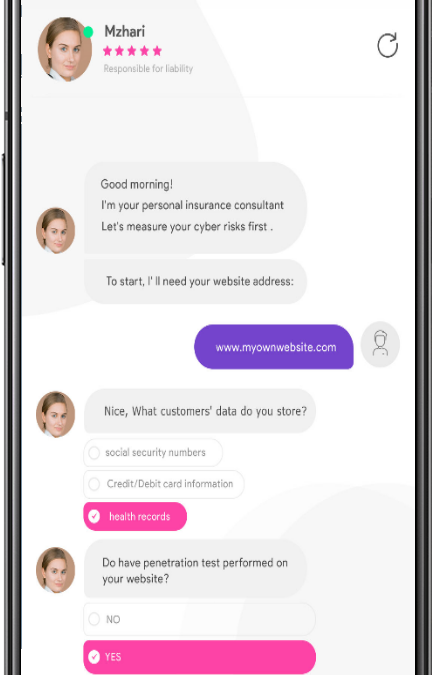 Mzhari
Responsible for liability
Good morning!
I'm your personal insurance consultant
Let's measure your cyber risks first .
To start, I' ll need your website address:
www.myownwebsite.com
Nice, What customers' data do you store?
social security numbers
Credit/Debit card information
health records
Do have penetration test performed on
your website?
NO
YES